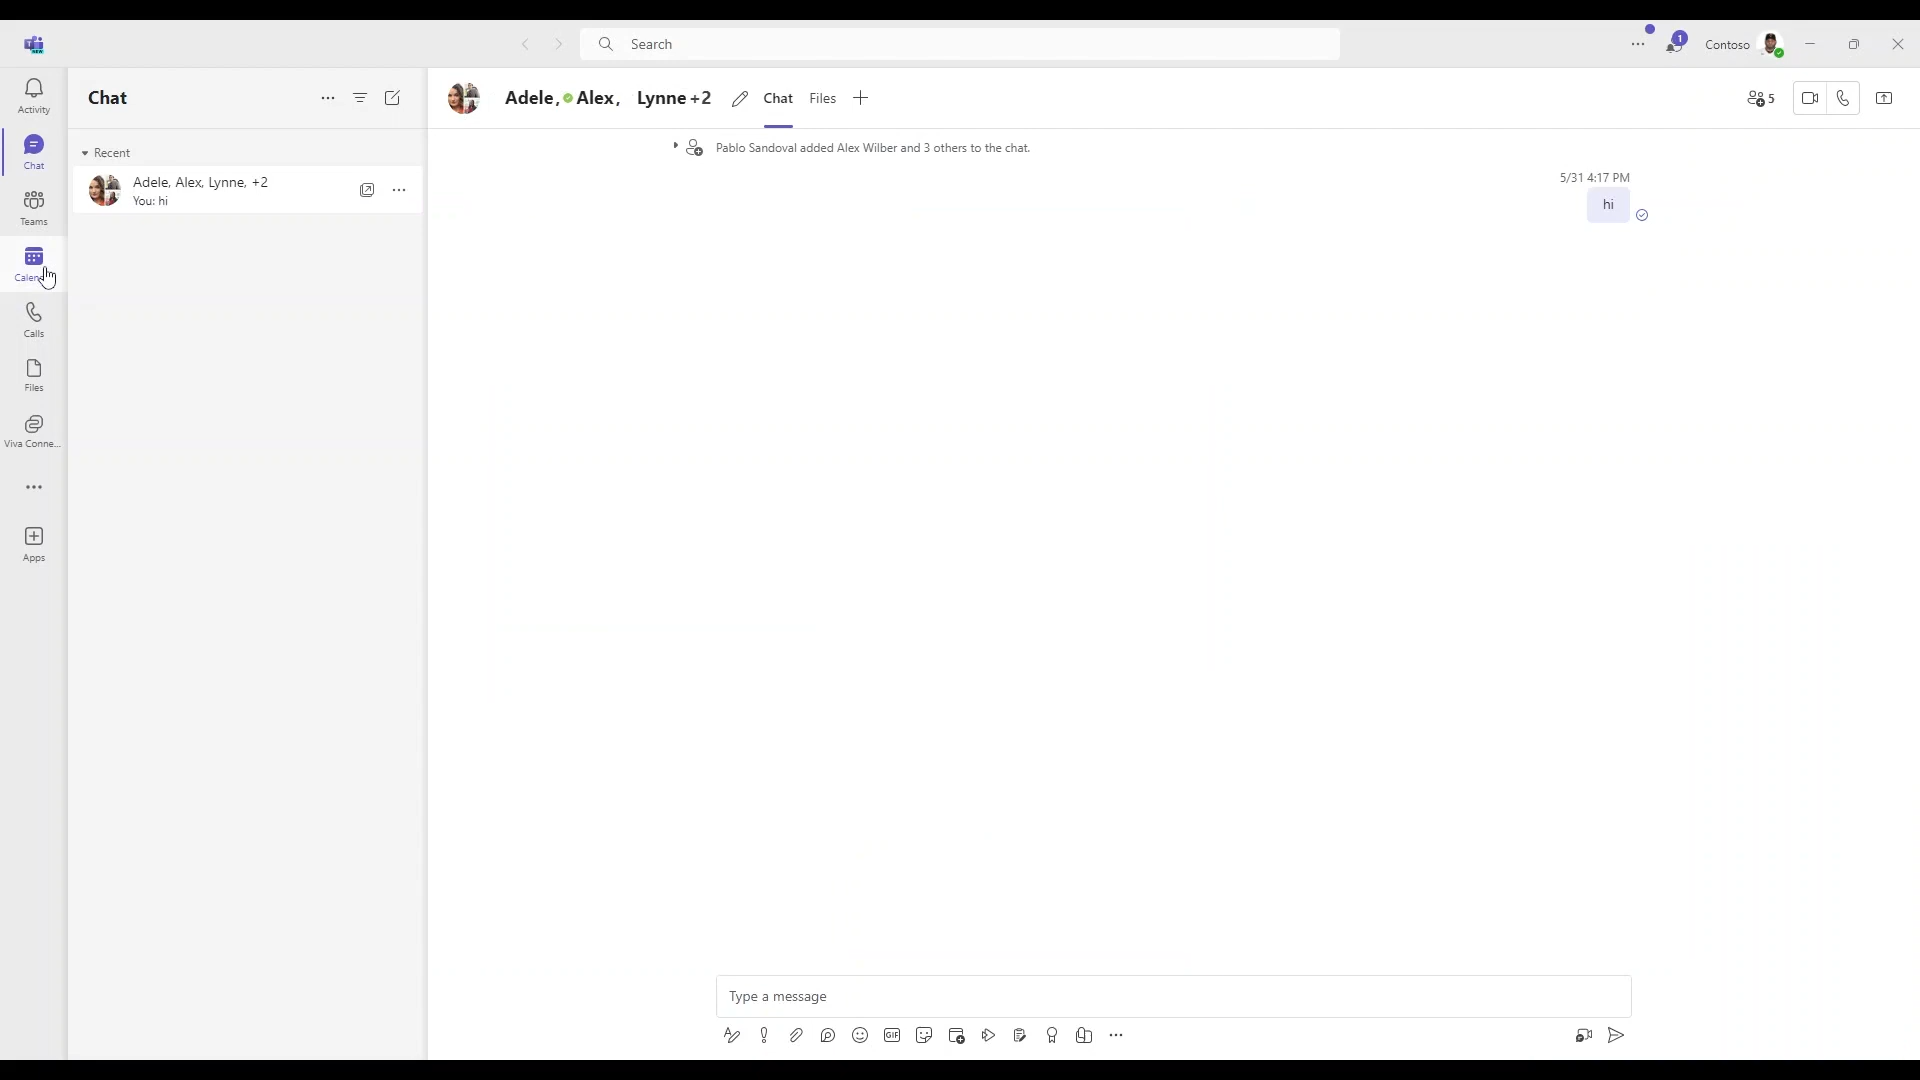 Search
1
Contoso
Activity
Chat
Teams
Calen
Calls
Files
Viva Conne...
Apps
Chat
Recent
Adele, Alex, Lynne, +2
You: hi
Adele, Alex, Lynne +2
Chat
Files
5
Pablo Sandoval added Alex Wilber and 3 others to the chat.
5/31 4:17 PM
hi
Type a message
GIF